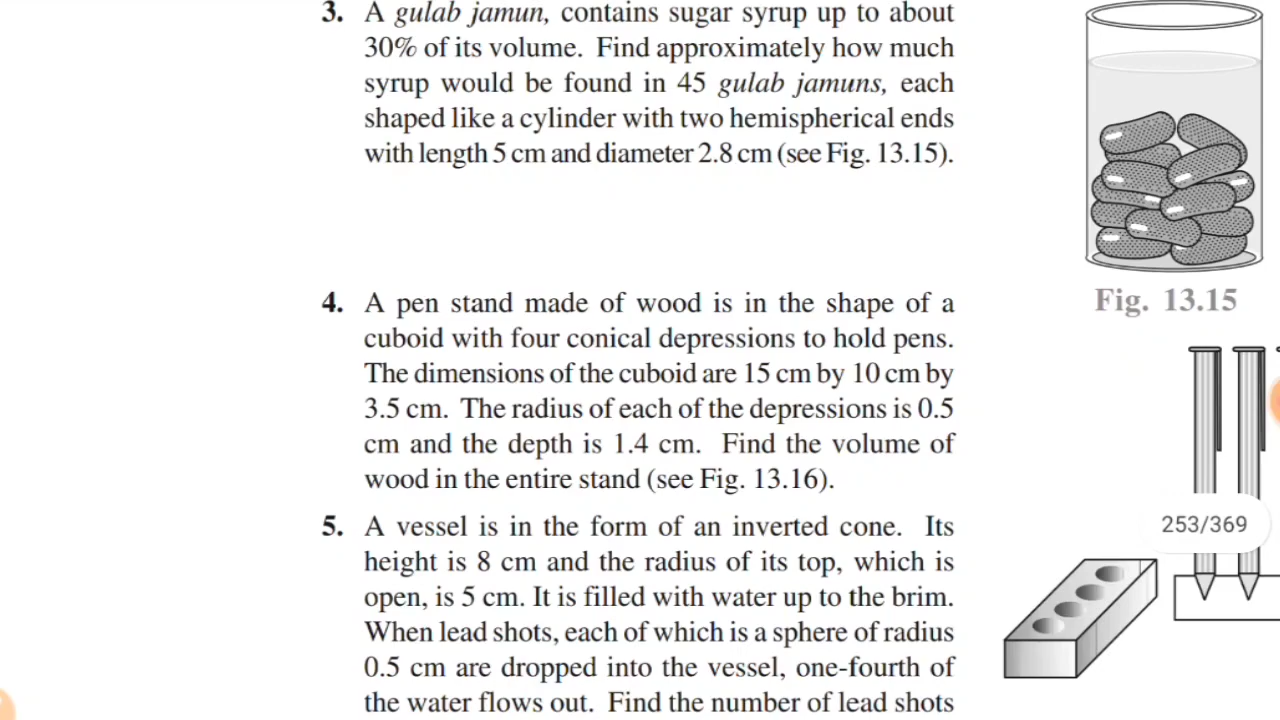 3. A gulab jamun, contains sugar syrup up to about
30% of its volume. Find approximately how much
syrup would be found in 45 gulab jamuns, each
shaped like a cylinder with two hemispherical ends
with length 5 cm and diameter 2.8 cm (see Fig. 13.15).
Fig. 13.15
4. A pen stand made of wood is in the shape of a
cuboid with four conical depressions to hold pens.
The dimensions of the cuboid are 15 cm by 10 cm by
3.5 cm. The radius of each of the depressions is 0.5
cm and the depth is 1.4 cm. Find the volume of
wood in the entire stand (see Fig. 13.16).
253/369
5. A vessel is in the form of an inverted cone. Its
height is 8 cm and the radius of its top, which is
open, is 5 cm. It is filled with water up to the brim.
When lead shots, each of which is a sphere of radius
0.5 cm are dropped into the vessel, one-fourth of
the water flows out. Find the number of lead shots